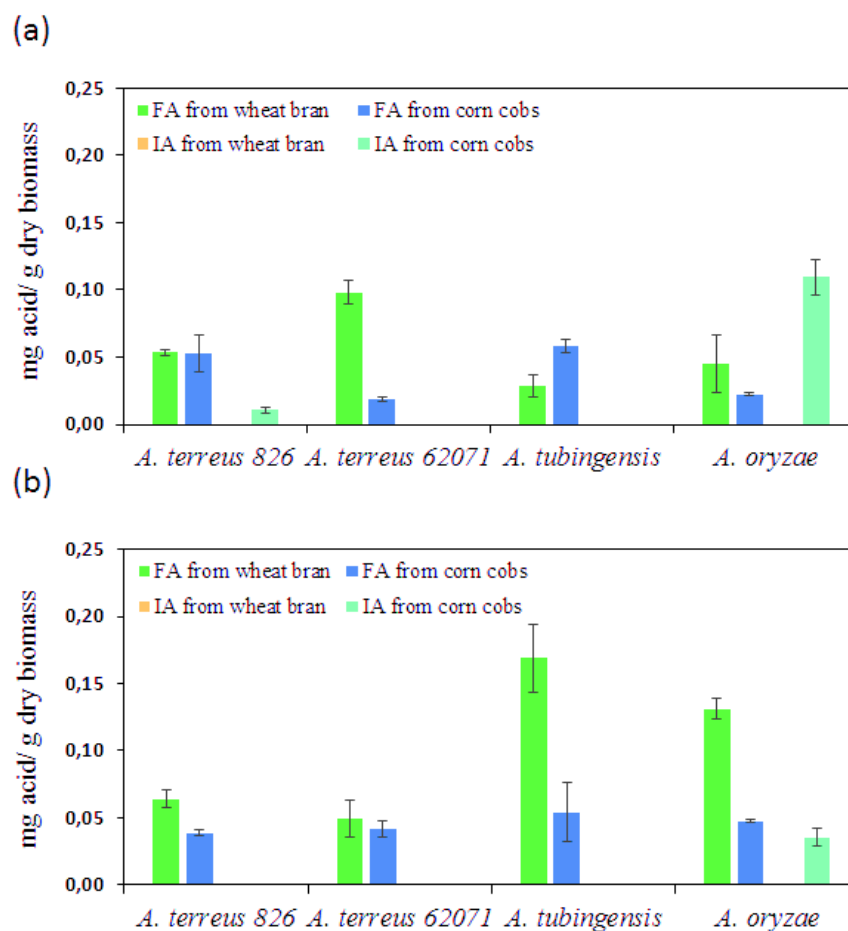 (a)
mg acid/ g dry biomass
0,25
0,20
0,15
0,10
0,05
0,00
FA from wheat bran FA from corn cobs
IA from wheat bran IA from corn cobs
A. terreus 826 A. terreus 62071 A. tubingensis A. oryzae
(b)
mg acid/ g dry biomass
0,25
0,20
0,15
0,10
0,05
0,00
FA from wheat bran FA from corn cobs
IA from wheat bran IA from corn cobs
A. terreus 826 A. terreus 62071 A. tubingensis A. oryzae